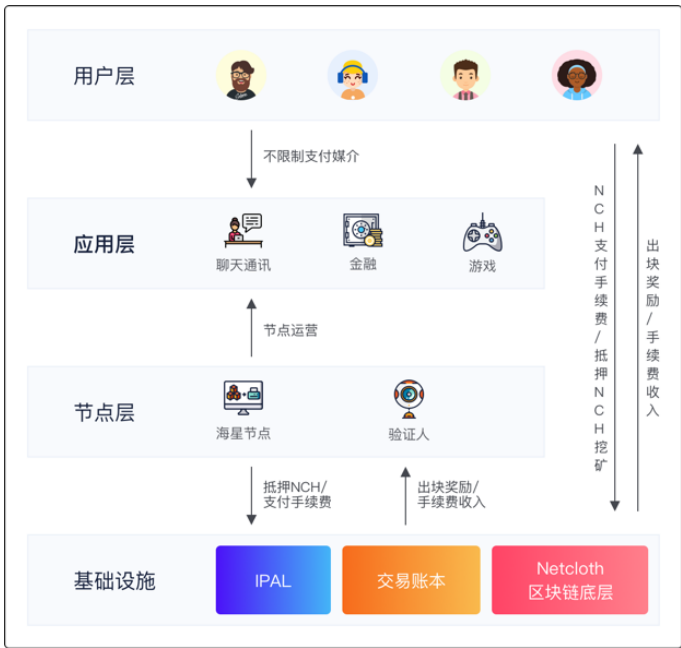 用户层
不限制支付媒介
应用层
聊天通讯
金融
游戏
节点运营
节点层
海星节点
验证人
抵押NCH/
支付手续费
出块奖励/
手续费收入
基础设施
IPAL
交易账本
Netcloth
区块链底层
NCH支付手续费/抵押NCH挖矿
出块奖励/手续费收入